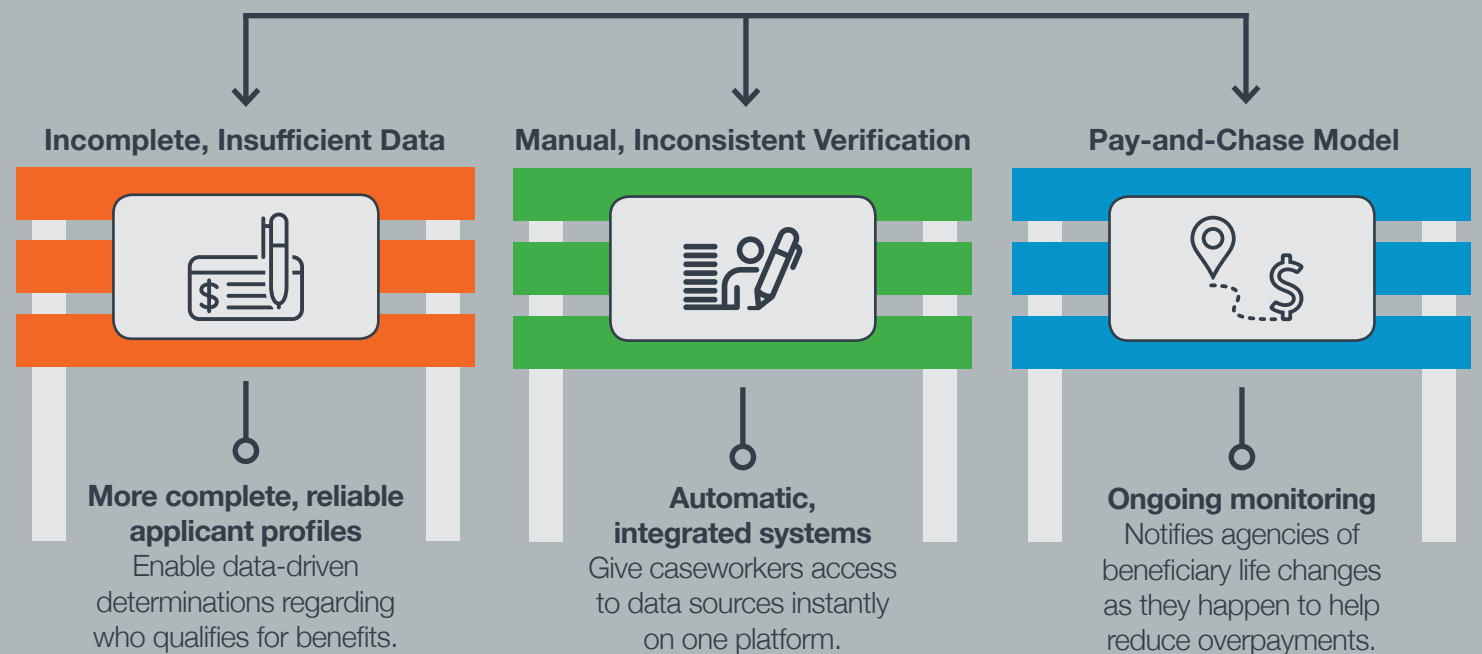 Incomplete, Insufficient Data
Manual, Inconsistent Verification
Pay-and-Chase Model
$
$
More complete, reliable
applicant profiles
Enable data-driven
determinations regarding
who qualifies for benefits.
Automatic,
integrated systems
Give caseworkers access
to data sources instantly
on one platform.
Ongoing monitoring
Notifies agencies of
beneficiary life changes
as they happen to help
reduce overpayments.